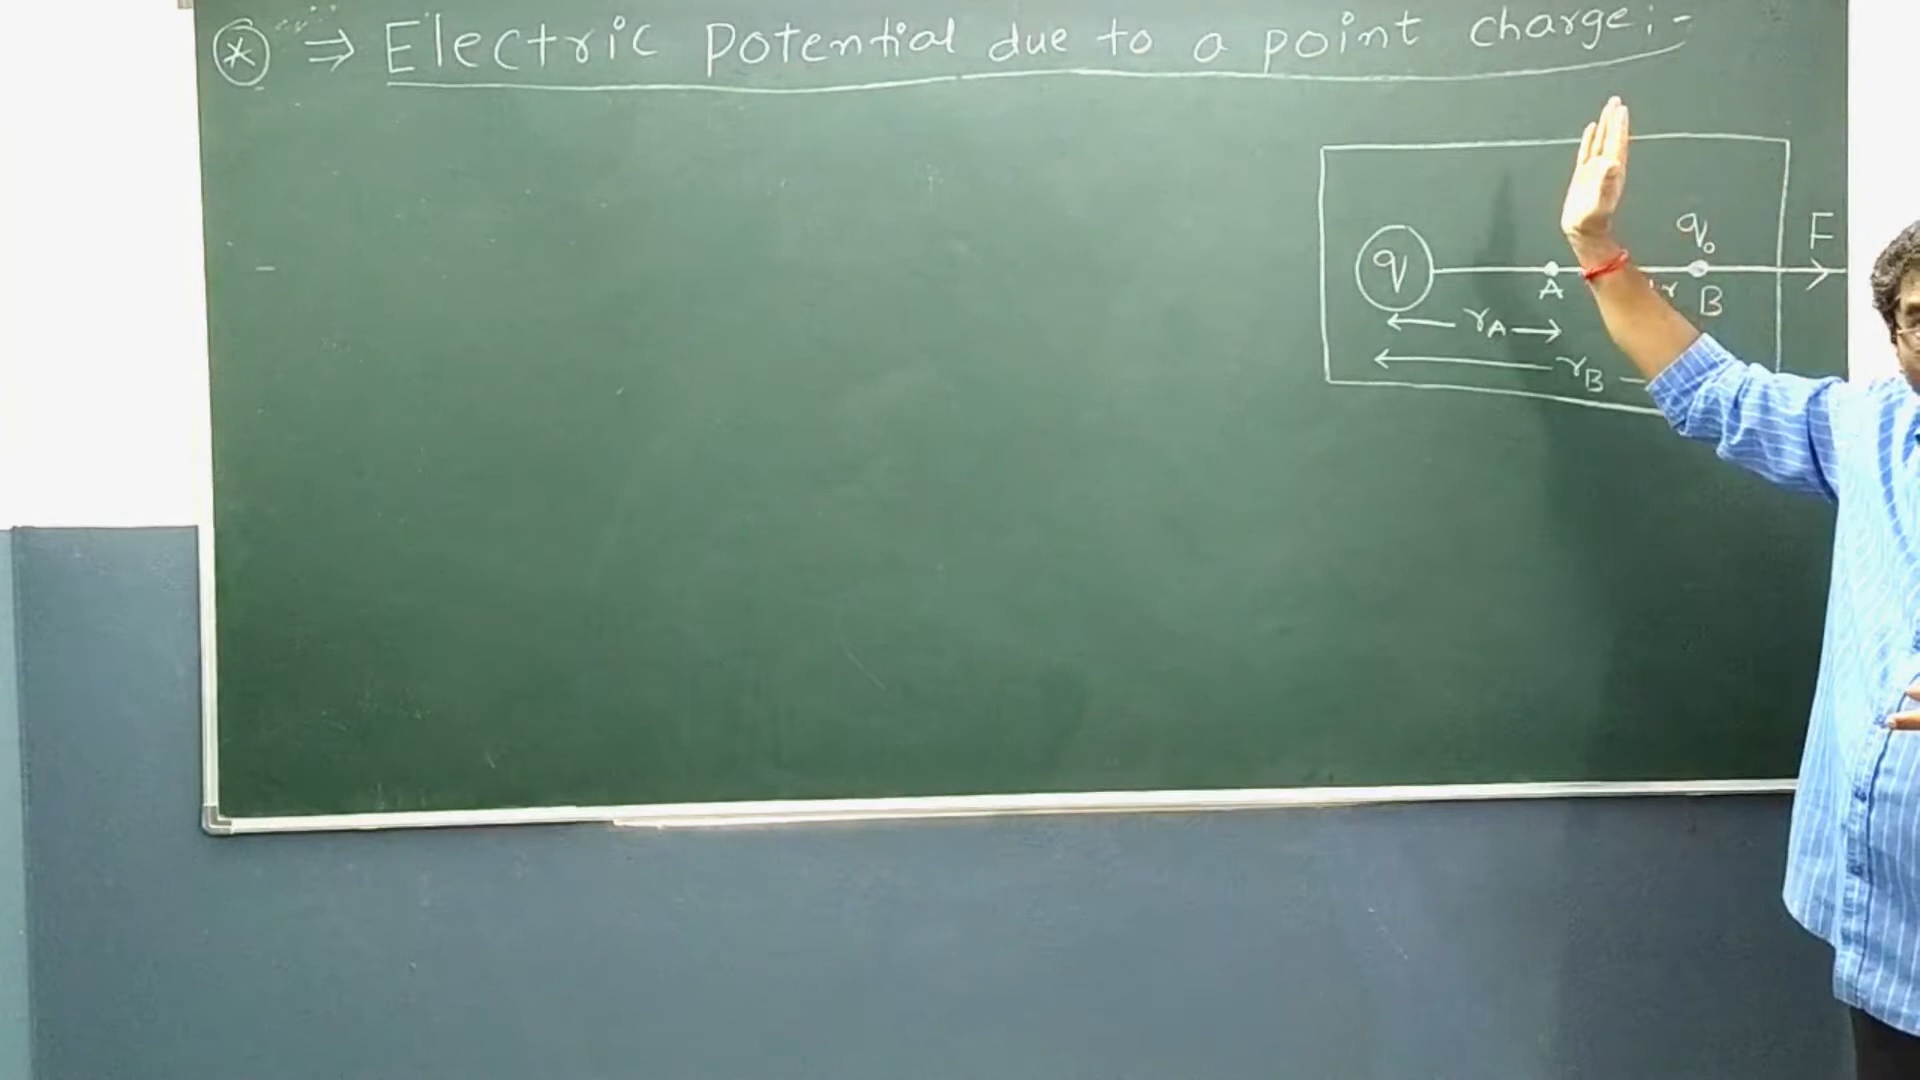 * ⇒ Electric Potential due to a point charge:-
q₀ F
q
A r B
r_A
r_B